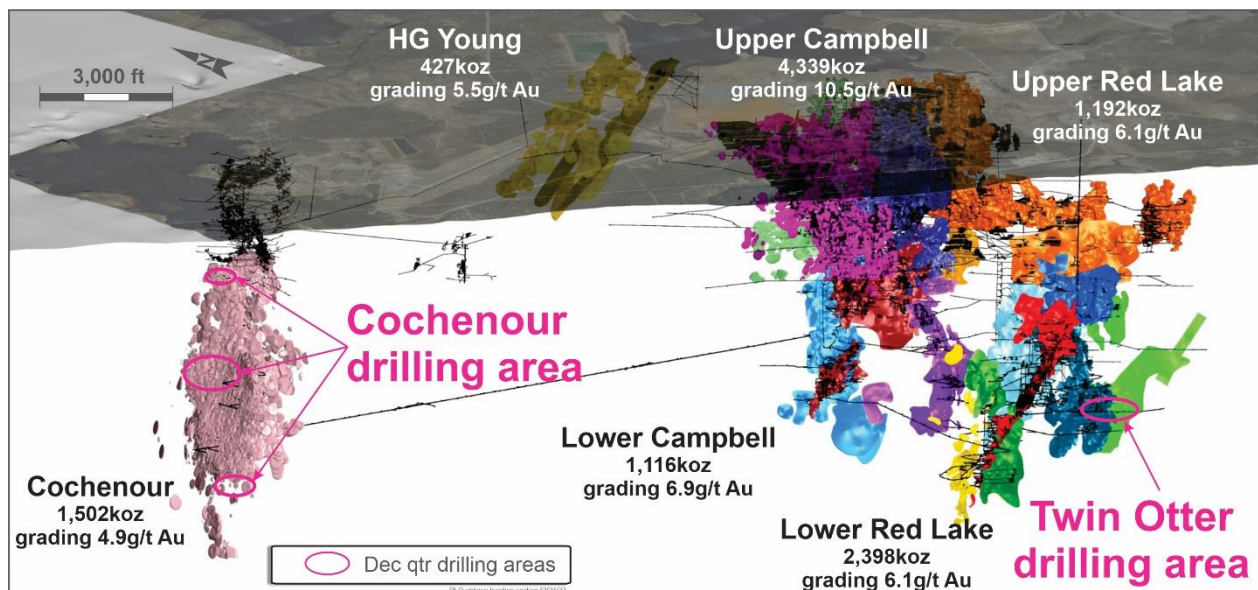 HG Young
427koz
grading 5.5g/t Au
Upper Campbell
4,339koz
grading 10.5g/t Au
Upper Red Lake
1,192koz
grading 6.1g/t Au
N
3,000 ft
Cochenour
drilling area
Lower Campbell
1,116koz
grading 6.9g/t Au
Cochenour
1,502koz
grading 4.9g/t Au
Lower Red Lake
2,398koz
grading 6.1g/t Au
Twin Otter
drilling area
Dec qtr drilling areas